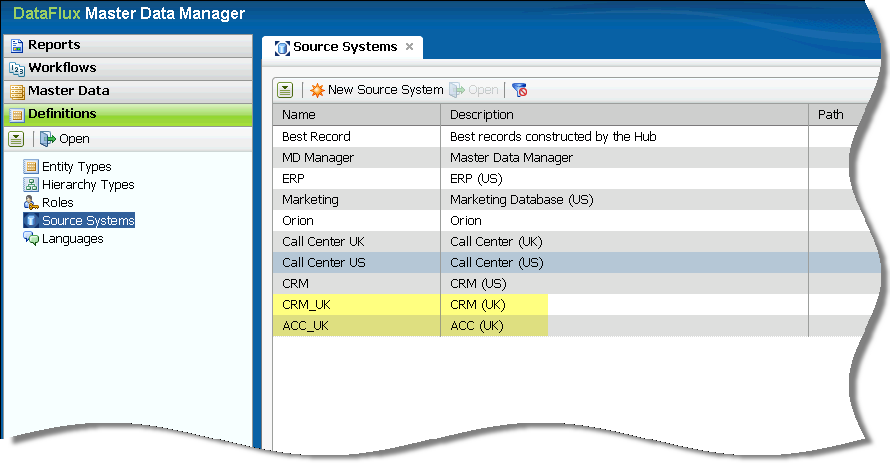 DataFlux Master Data Manager
Reports
Workflows
Master Data
Definitions
Open
Entity Types
Hierarchy Types
Roles
Source Systems
Languages
Source Systems
New Source System Open
Name Description Path
Best Record Best records constructed by the Hub
MD Manager Master Data Manager
ERP ERP (US)
Marketing Marketing Database (US)
Orion Orion
Call Center UK Call Center (UK)
Call Center US Call Center (US)
CRM CRM (US)
CRM_UK CRM (UK)
ACC_UK ACC (UK)